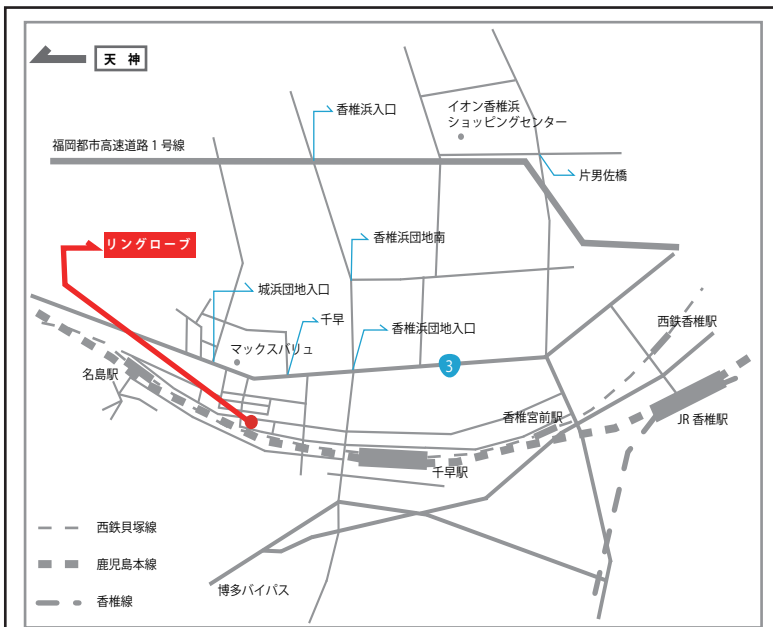 天 神
香椎浜入口
イオン香椎浜
ショッピングセンター
福岡都市高速道路1号線
片男佐橋
リングローブ
香椎浜団地南
城浜団地入口
千早
香椎浜団地入口
西鉄香椎駅
マックスバリュ
3
名島駅
香椎宮前駅
JR 香椎駅
千早駅
西鉄貝塚線
鹿児島本線
博多バイパス
香椎線